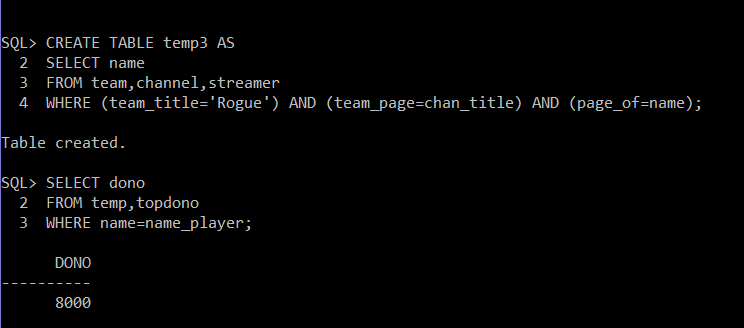 SQL> CREATE TABLE temp3 AS
  2  SELECT name
  3  FROM team,channel,streamer
  4  WHERE (team_title='Rogue') AND (team_page=chan_title) AND (page_of=name);
Table created.
SQL> SELECT dono
  2  FROM temp,topdono
  3  WHERE name=name_player;
      DONO
----------
      8000